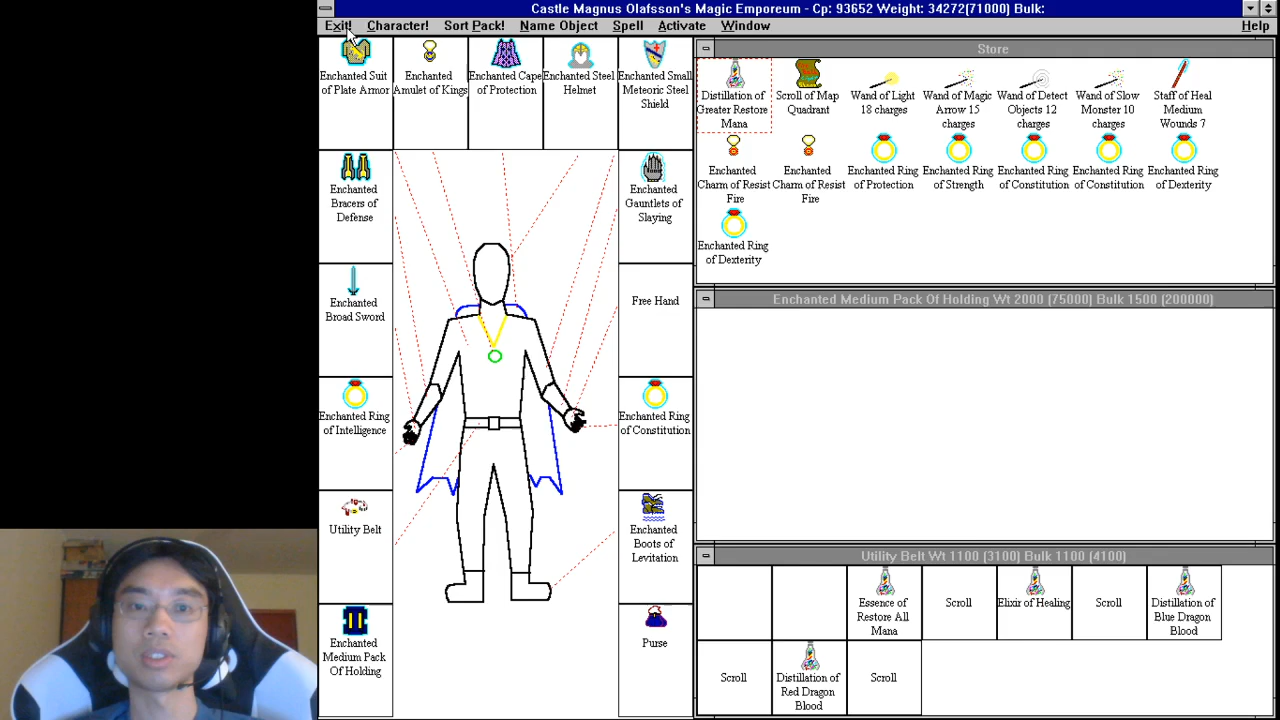 Castle Magnus Olafsson's Magic Emporeum - Cp: 93652 Weight: 34272(71000) Bulk:
Exit! Character! Sort Pack! Name Object Spell Activate Window Help
Enchanted Suit
of Plate Armor
Enchanted
Amulet of Kings
Enchanted Cape
of Protection
Enchanted Steel
Helmet
Enchanted Small
Meteoric Steel
Shield
Enchanted
Bracers of
Defense
Enchanted
Gauntlets of
Slaying
Enchanted
Broad Sword
Free Hand
Enchanted Ring
of Intelligence
Enchanted Ring
of Constitution
Utility Belt
Enchanted
Boots of
Levitation
Enchanted
Medium Pack
Of Holding
Purse
Store
Distillation of
Greater Restore
Mana
Scroll of Map
Quadrant
Wand of Light
18 charges
Wand of Magic
Arrow 15
charges
Wand of Detect
Objects 12
charges
Wand of Slow
Monster 10
charges
Staff of Heal
Medium
Wounds 7
Enchanted
Charm of Resist
Fire
Enchanted
Charm of Resist
Fire
Enchanted Ring
of Protection
Enchanted Ring
of Strength
Enchanted Ring
of Constitution
Enchanted Ring
of Constitution
Enchanted Ring
of Dexterity
Enchanted Ring
of Dexterity
Enchanted Medium Pack Of Holding Wt 2000 (75000) Bulk 1500 (200000)
Utility Belt Wt 1100 (3100) Bulk 1100 (4100)
Essence of
Restore All
Mana
Scroll
Elixir of Healing
Scroll
Distillation of
Blue Dragon
Blood
Scroll
Distillation of
Red Dragon
Blood
Scroll